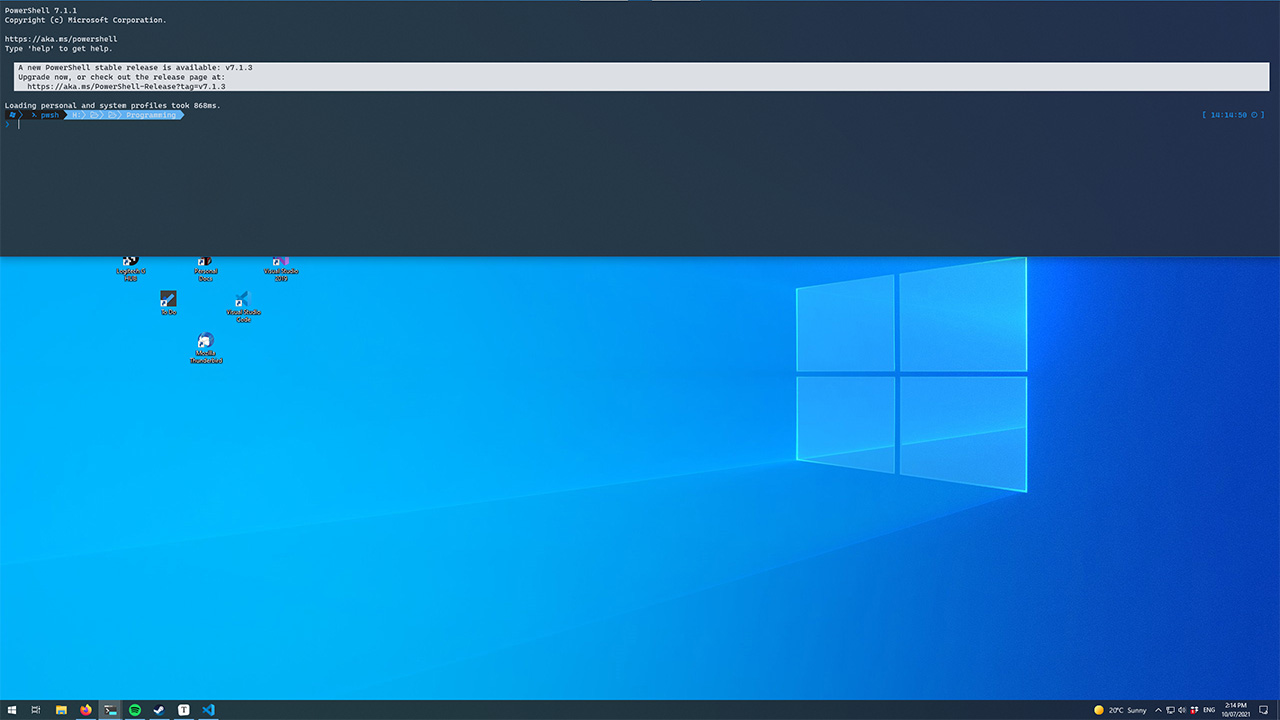 PowerShell 7.1.1
Copyright (c) Microsoft Corporation.
https://aka.ms/powershell
Type 'help' to get help.
A new PowerShell stable release is available: v7.1.3
Upgrade now, or check out the release page at:
https://aka.ms/PowerShell-Release?tag=v7.1.3
Loading personal and system profiles took 868ms.
pwsh H: Programming [ 14:14:50 ]
Logitech G HUB
Personal Docs
Visual Studio 2019
To Do
Visual Studio Code
Mozilla Thunderbird
20°C Sunny
ENG
2:14 PM
10/07/2021